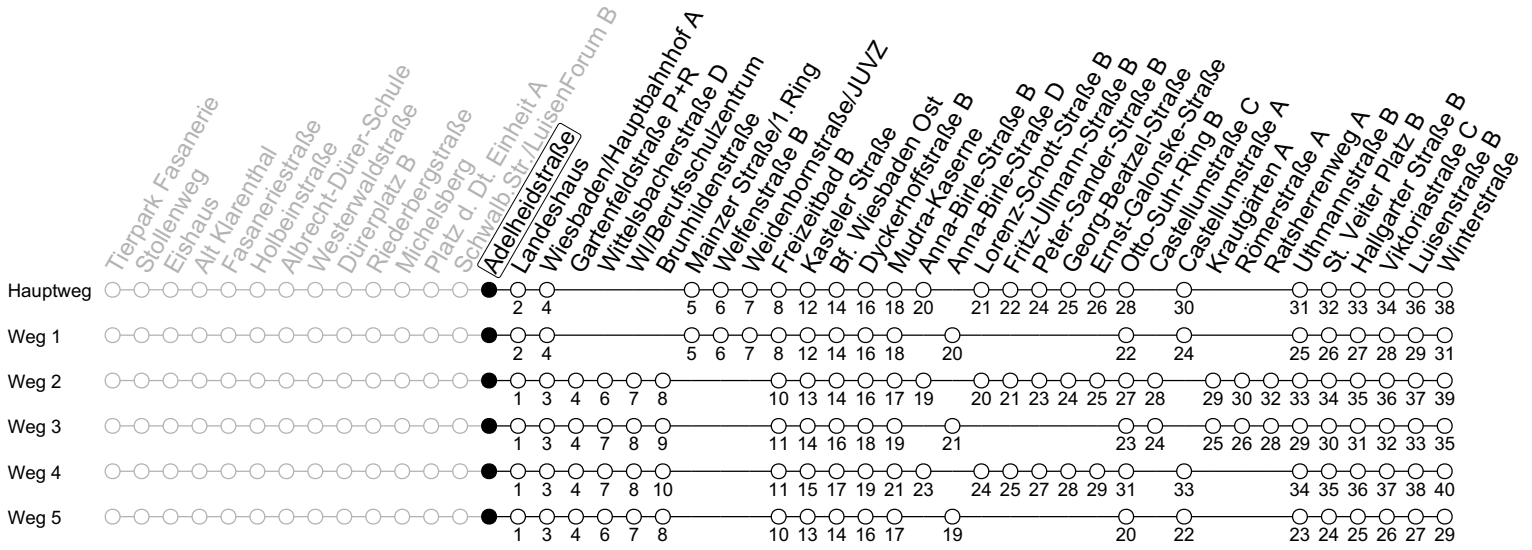 Tierpark Fasanerie
Stollenweg
Eishaus
Alt Klarenthal
Fasaneriestraße
Holbeinstraße
Albrecht-Dürer-Schule
Westerwaldstraße
Dürerplatz B
Riederbergstraße
Michelsberg
Platz d. Dt. Einheit A
Schwalb.Str./LuisenForum B
Adelheidstraße
Landeshaus
Wiesbaden/Hauptbahnhof A
Gartenfeldstraße P+R
Wittelsbacherstraße D
WI/Berufsschulzentrum
Brunhildenstraße
Mainzer Straße/1.Ring
Welfenstraße B
Weidenbornstraße/JUVZ
Freizeitbad B
Kasteler Straße
Bf. Wiesbaden Ost
Dyckerhoffstraße B
Mudra-Kaserne
Anna-Birle-Straße B
Anna-Birle-Straße D
Lorenz-Schott-Straße B
Fritz-Ullmann-Straße B
Peter-Sander-Straße B
Georg-Beatzel-Straße
Ernst-Galonske-Straße
Otto-Suhr-Ring B
Castellumstraße C
Castellumstraße A
Krautgärten A
Römerstraße A
Ratsherrenweg A
Uthmannstraße B
St. Veiter Platz B
Hallgarter Straße B
Viktoriastraße C
Luisenstraße B
Winterstraße
Hauptweg
2 4 5 6 7 8 12 14 16 18 20 21 22 24 25 26 28 30 31 32 33 34 36 38
Weg 1
2 4 5 6 7 8 12 14 16 18 20 22 24 25 26 27 28 29 31
Weg 2
1 3 4 6 7 8 10 13 14 16 17 19 20 21 23 24 25 27 28 29 30 32 33 34 35 36 37 39
Weg 3
1 3 4 7 8 9 11 14 16 18 19 21 23 24 25 26 28 29 30 31 32 33 35
Weg 4
1 3 4 7 8 10 11 15 17 19 21 23 24 25 27 28 29 31 33 34 35 36 37 38 40
Weg 5
1 3 4 6 7 8 10 13 14 16 17 19 20 22 23 24 25 26 27 29